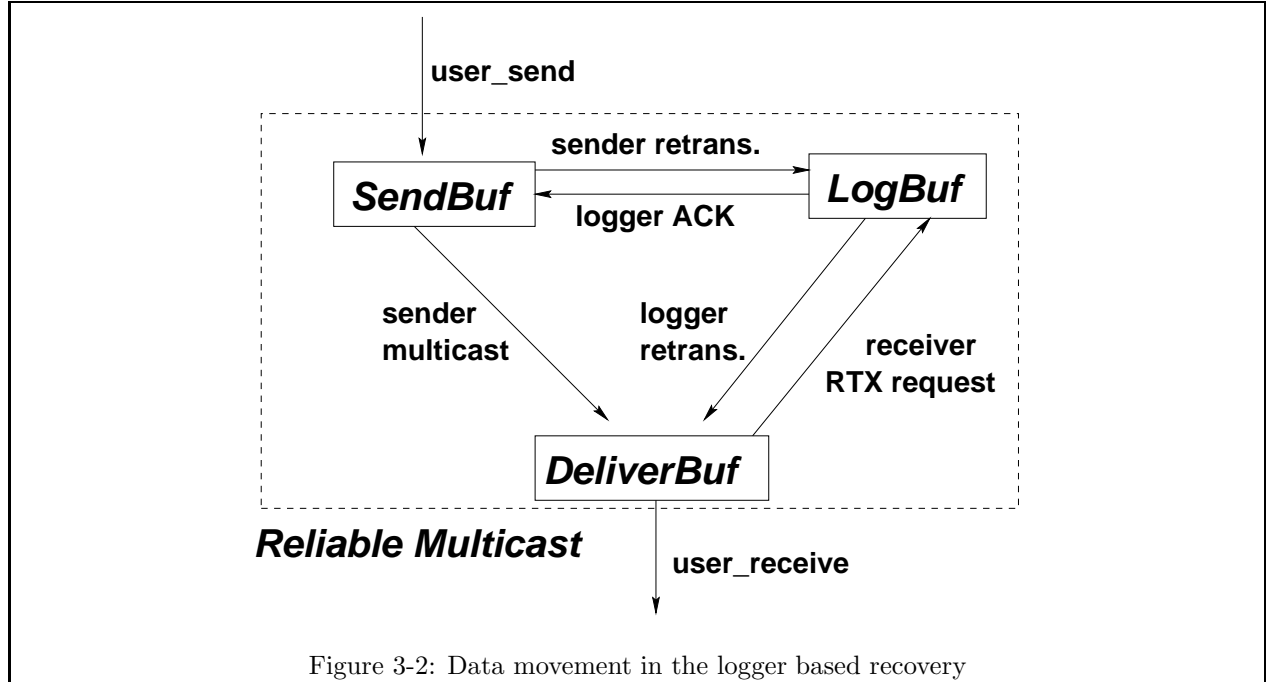 user_send
sender retrans.
SendBuf
LogBuf
logger ACK
sender
multicast
logger
retrans.
receiver
RTX request
DeliverBuf
Reliable Multicast
user_receive
Figure 3-2: Data movement in the logger based recovery